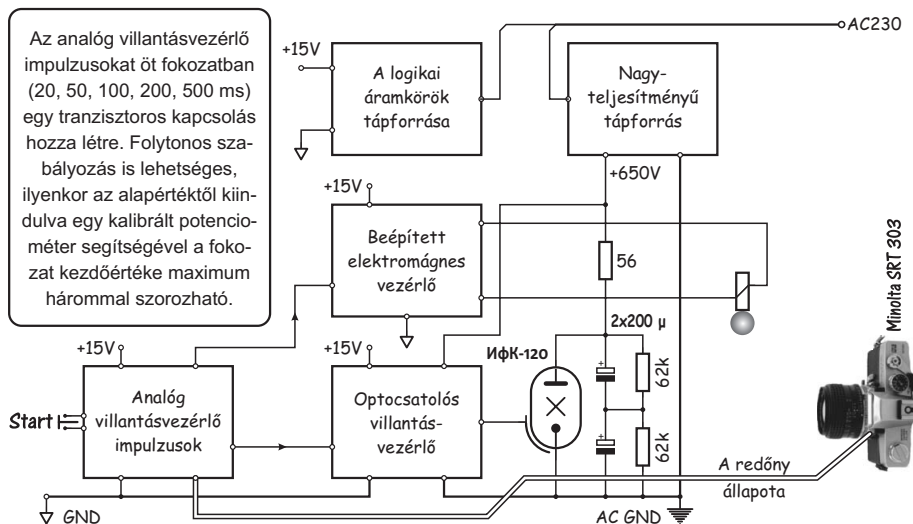 Az analóg villantásvezérlő
impulzusokat öt fokozatban
(20, 50, 100, 200, 500 ms)
egy tranzisztoros kapcsolás
hozza létre. Folytonos sza-
bályozás is lehetséges,
ilyenkor az alapértéktől kiin-
dulva egy kalibrált potencio-
méter segítségével a foko-
zat kezdőértéke maximum
hárommal szorozható.
+15V
A logikai
áramkörök
tápforrása
Nagy-
teljesítményű
tápforrás
AC230
+650V
+15V
Beépített
elektromágnes
vezérlő
56
2x200 µ
62k
62k
ИфК-120
Minolta SRT 303
+15V
Analóg
villantásvezérlő
impulzusok
Start
+15V
Optocsatolós
villantás-
vezérlő
+
+
A redőny
állapota
GND
AC GND